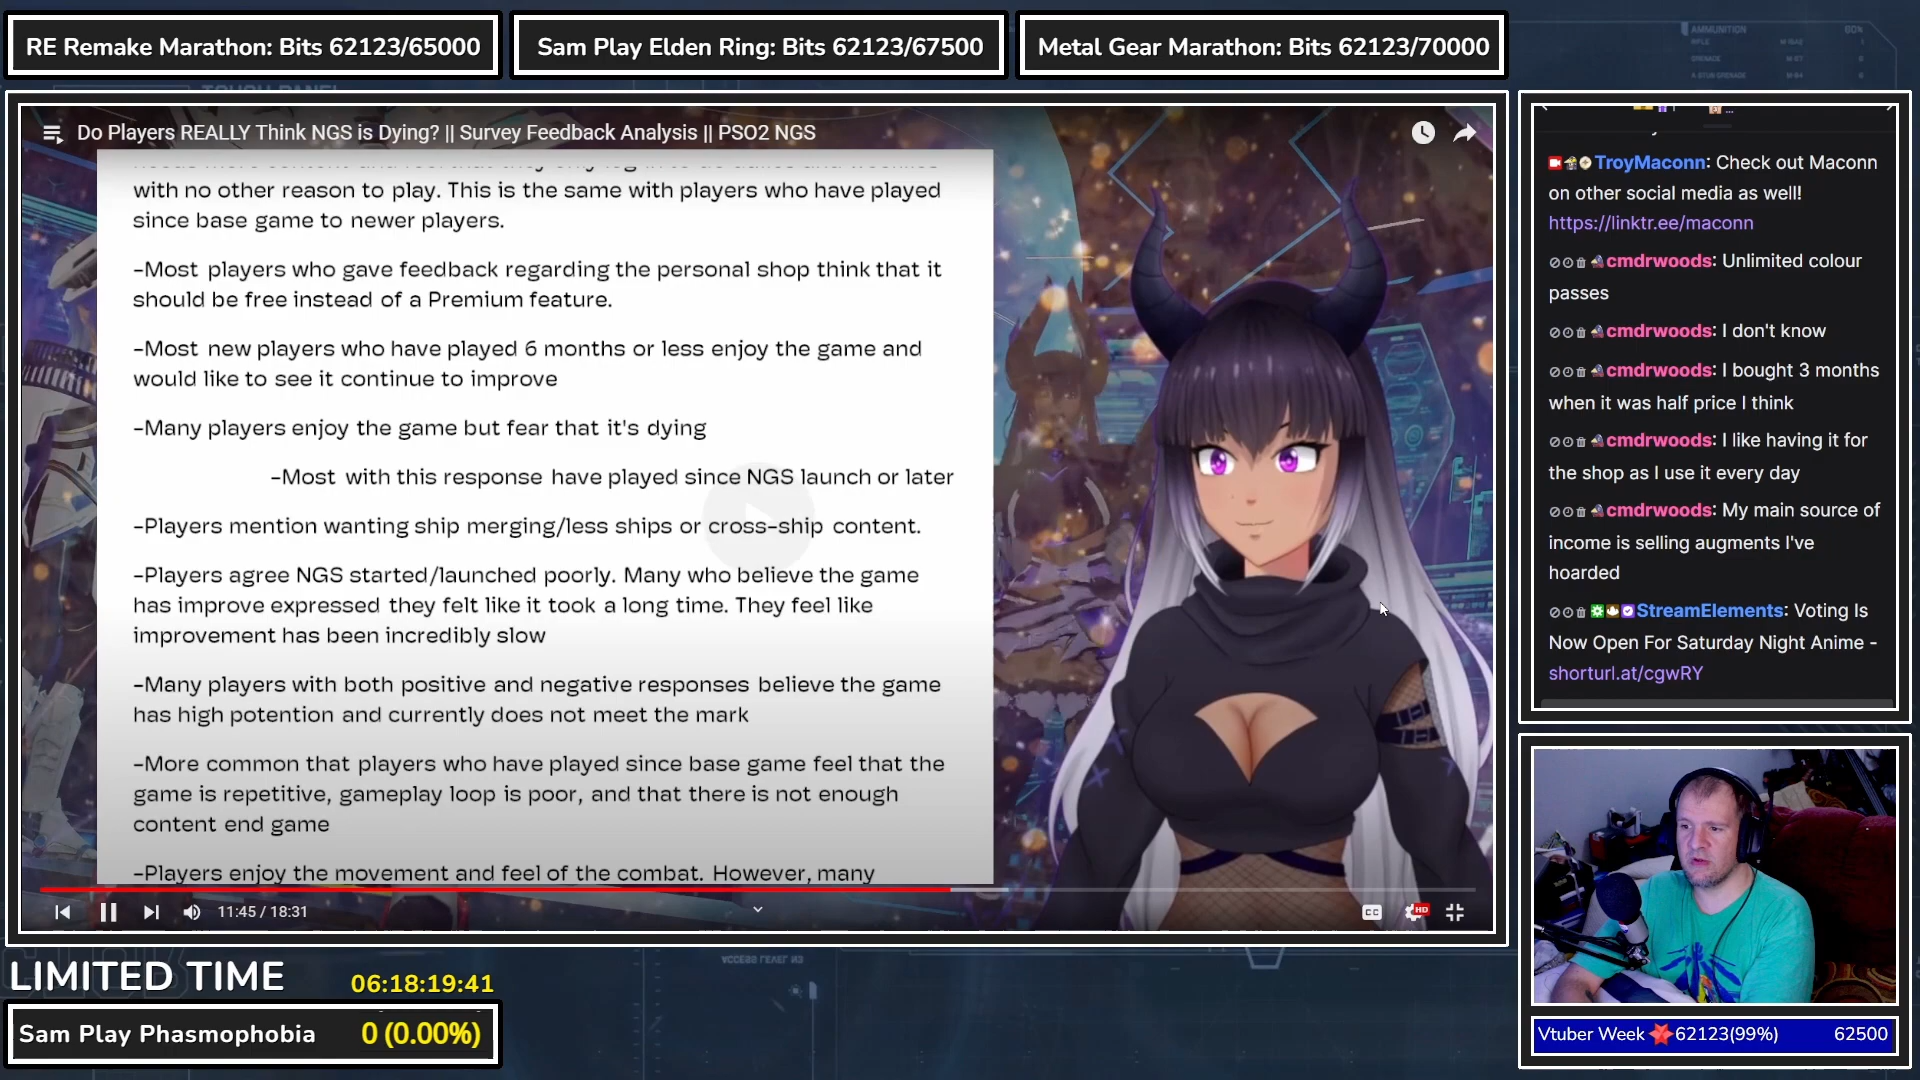 RE Remake Marathon: Bits 62123/65000
Sam Play Elden Ring: Bits 62123/67500
Metal Gear Marathon: Bits 62123/70000
AMMUNITION
Do Players REALLY Think NGS is Dying? || Survey Feedback Analysis || PSO2 NGS
with no other reason to play. This is the same with players who have played
since base game to newer players.
-Most players who gave feedback regarding the personal shop think that it
should be free instead of a Premium feature.
-Most new players who have played 6 months or less enjoy the game and
would like to see it continue to improve
-Many players enjoy the game but fear that it's dying
-Most with this response have played since NGS launch or later
-Players mention wanting ship merging/less ships or cross-ship content.
-Players agree NGS started/launched poorly. Many who believe the game
has improve expressed they felt like it took a long time. They feel like
improvement has been incredibly slow
-Many players with both positive and negative responses believe the game
has high potention and currently does not meet the mark
-More common that players who have played since base game feel that the
game is repetitive, gameplay loop is poor, and that there is not enough
content end game
-Players enjoy the movement and feel of the combat. However, many
11:45 / 18:31
CC
HD
TroyMaconn: Check out Maconn
on other social media as well!
https://linktr.ee/maconn
cmdrwoods: Unlimited colour
passes
cmdrwoods: I don't know
cmdrwoods: I bought 3 months
when it was half price I think
cmdrwoods: I like having it for
the shop as I use it every day
cmdrwoods: My main source of
income is selling augments I've
hoarded
StreamElements: Voting Is
Now Open For Saturday Night Anime -
shorturl.at/cgwRY
LIMITED TIME 06:18:19:41
Sam Play Phasmophobia 0 (0.00%)
Vtuber Week 62123(99%) 62500